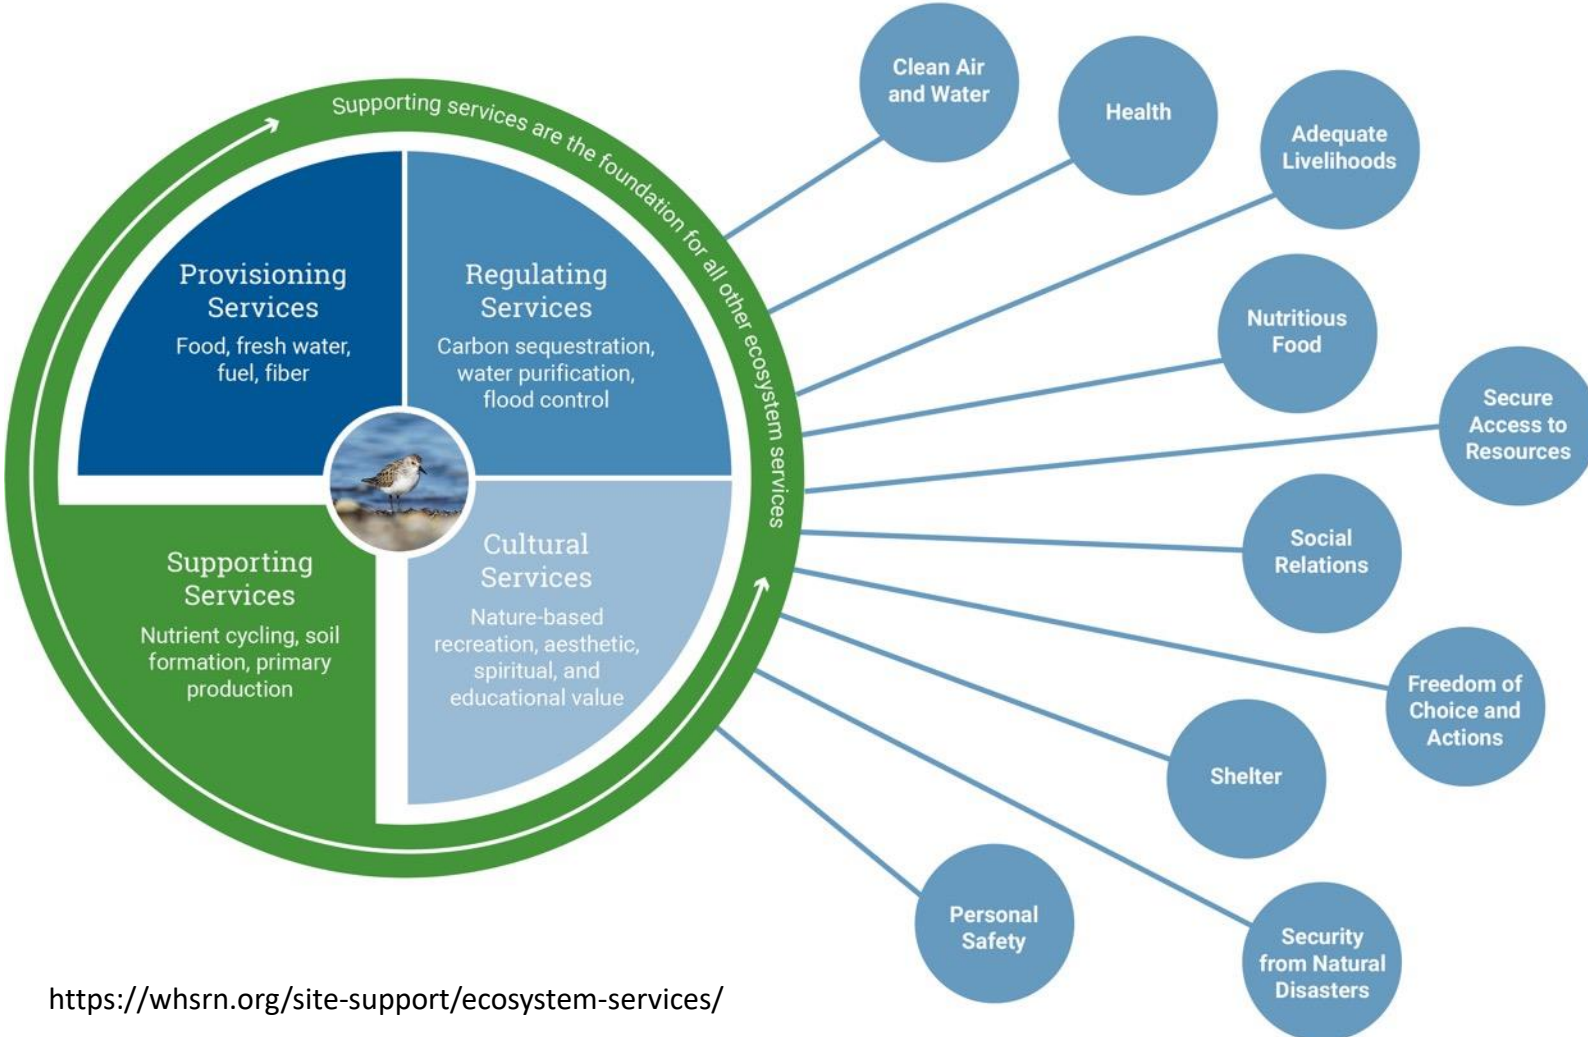 Supporting services are the foundation for all other ecosystem services
Provisioning
Services
Food, fresh water,
fuel, fiber
Regulating
Services
Carbon sequestration,
water purification,
flood control
Supporting
Services
Nutrient cycling, soil
formation, primary
production
Cultural
Services
Nature-based
recreation, aesthetic,
spiritual, and
educational value
Clean Air
and Water
Health
Adequate
Livelihoods
Nutritious
Food
Secure
Access to
Resources
Social
Relations
Freedom of
Choice and
Actions
Shelter
Security
from Natural
Disasters
Personal
Safety
https://whsrn.org/site-support/ecosystem-services/